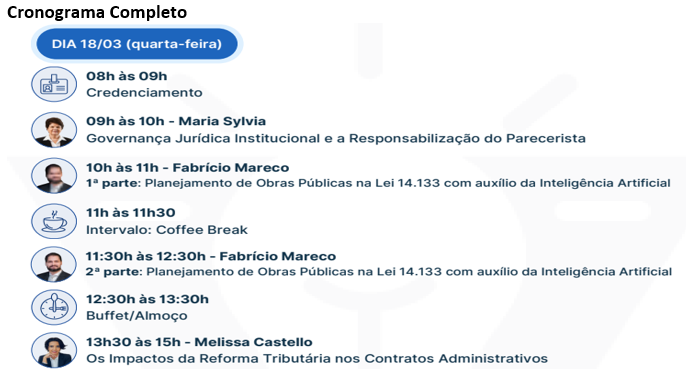 Cronograma Completo
DIA 18/03 (quarta-feira)
08h às 09h
Credenciamento
09h às 10h - Maria Sylvia
Governança Jurídica Institucional e a Responsabilização do Parecerista
10h às 11h - Fabrício Mareco
1ª parte: Planejamento de Obras Públicas na Lei 14.133 com auxílio da Inteligência Artificial
11h às 11h30
Intervalo: Coffee Break
11:30h às 12:30h - Fabrício Mareco
2ª parte: Planejamento de Obras Públicas na Lei 14.133 com auxílio da Inteligência Artificial
12:30h às 13:30h
Buffet/Almoço
13h30 às 15h - Melissa Castello
Os Impactos da Reforma Tributária nos Contratos Administrativos